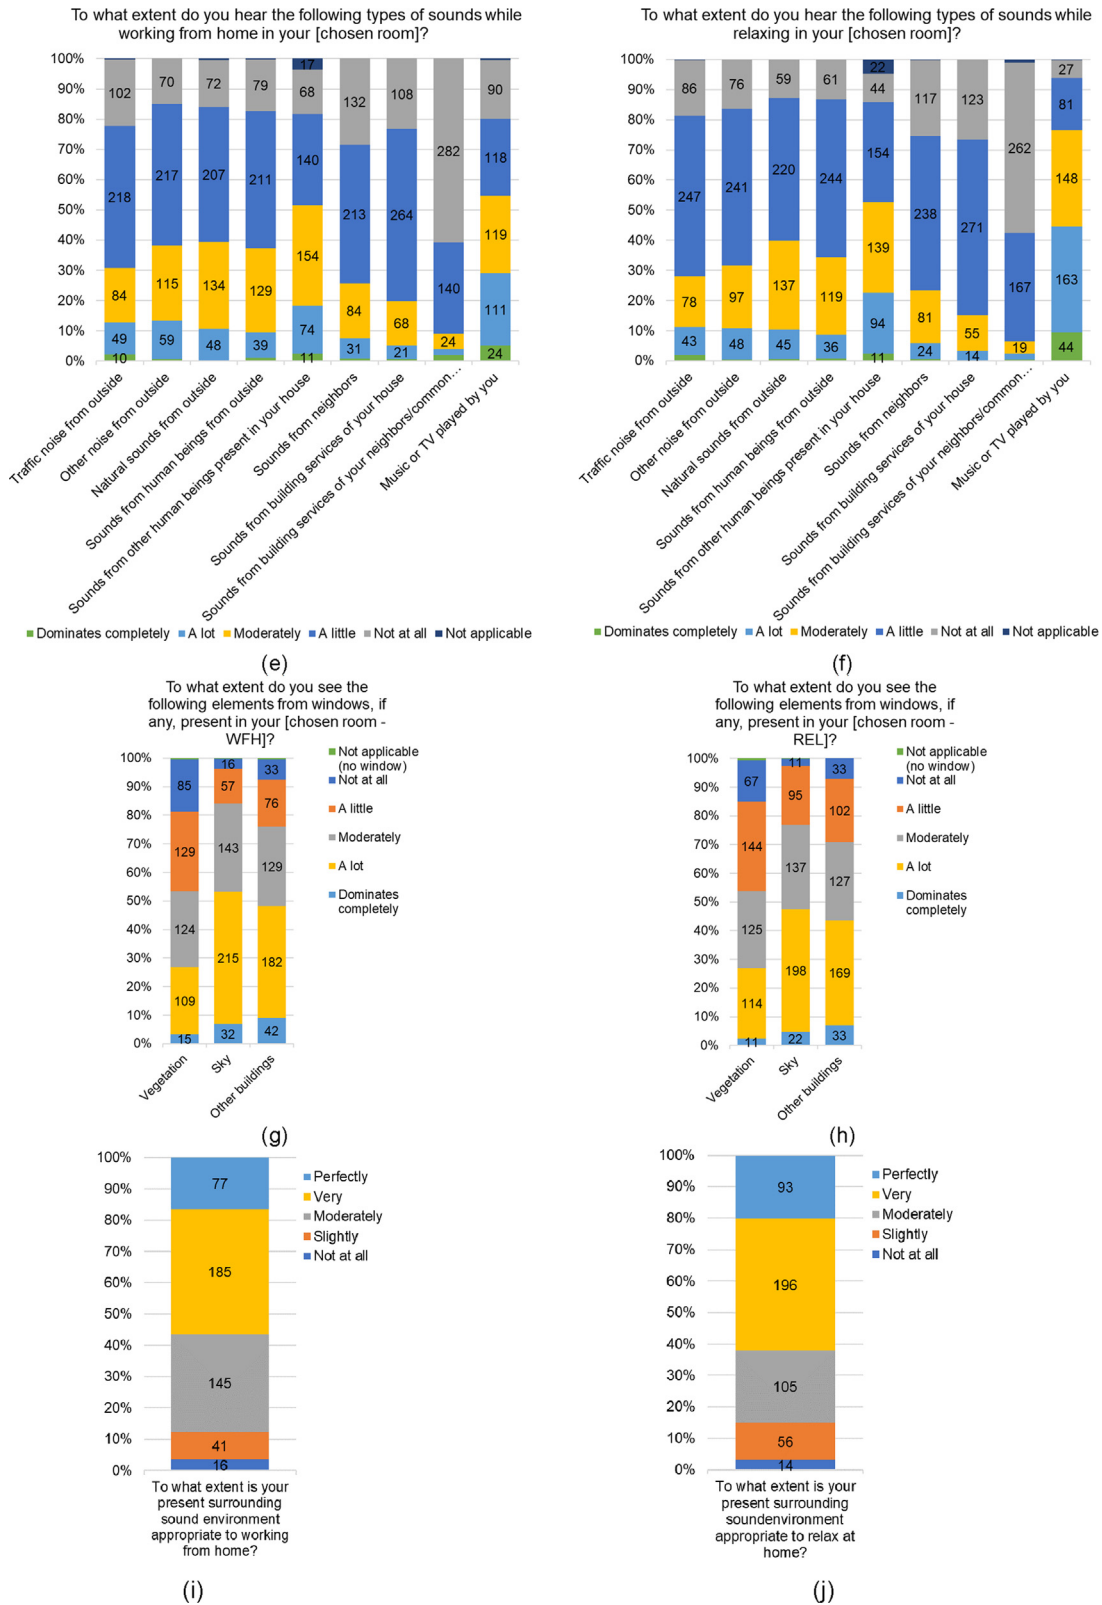 To what extent do you hear the following types of sounds while
working from home in your [chosen room]?
100%
90%
80%
70%
60%
50%
40%
30%
20%
10%
0%
102
218
84
49
10
70
217
115
59
72
207
134
48
79
211
129
39
17
68
140
154
74
11
132
213
84
31
108
264
68
21
282
140
24
90
118
119
111
24
Traffic noise from outside
Other noise from outside
Natural sounds from outside
Sounds from human beings from outside
Sounds from other human beings present in your house
Sounds from neighbors
Sounds from building services of your house
Sounds from building services of your neighbors/common...
Music or TV played by you
Dominates completely A lot Moderately A little Not at all Not applicable
(e)
To what extent do you hear the following types of sounds while
relaxing in your [chosen room]?
100%
90%
80%
70%
60%
50%
40%
30%
20%
10%
0%
86
247
78
43
76
241
97
48
59
220
137
45
61
244
119
36
22
44
154
139
94
11
117
238
81
24
123
271
55
14
262
167
19
27
81
148
163
44
Traffic noise from outside
Other noise from outside
Natural sounds from outside
Sounds from human beings from outside
Sounds from other human beings present in your house
Sounds from neighbors
Sounds from building services of your house
Sounds from building services of your neighbors/common...
Music or TV played by you
Dominates completely A lot Moderately A little Not at all Not applicable
(f)
To what extent do you see the
following elements from windows, if
any, present in your [chosen room -
WFH]?
100%
90%
80%
70%
60%
50%
40%
30%
20%
10%
0%
85
129
124
109
15
16
57
143
215
32
33
76
129
182
42
Vegetation
Sky
Other buildings
Not applicable
(no window)
Not at all
A little
Moderately
A lot
Dominates
completely
(g)
To what extent do you see the
following elements from windows, if
any, present in your [chosen room -
REL]?
100%
90%
80%
70%
60%
50%
40%
30%
20%
10%
0%
67
144
125
114
11
11
95
137
198
22
33
102
127
169
33
Vegetation
Sky
Other buildings
Not applicable
(no window)
Not at all
A little
Moderately
A lot
Dominates
completely
(h)
100%
90%
80%
70%
60%
50%
40%
30%
20%
10%
0%
77
185
145
41
16
Perfectly
Very
Moderately
Slightly
Not at all
To what extent is your
present surrounding
sound environment
appropriate to working
from home?
(i)
100%
90%
80%
70%
60%
50%
40%
30%
20%
10%
0%
93
196
105
56
14
Perfectly
Very
Moderately
Slightly
Not at all
To what extent is your
present surrounding
soundenvironment
appropriate to relax at
home?
(j)